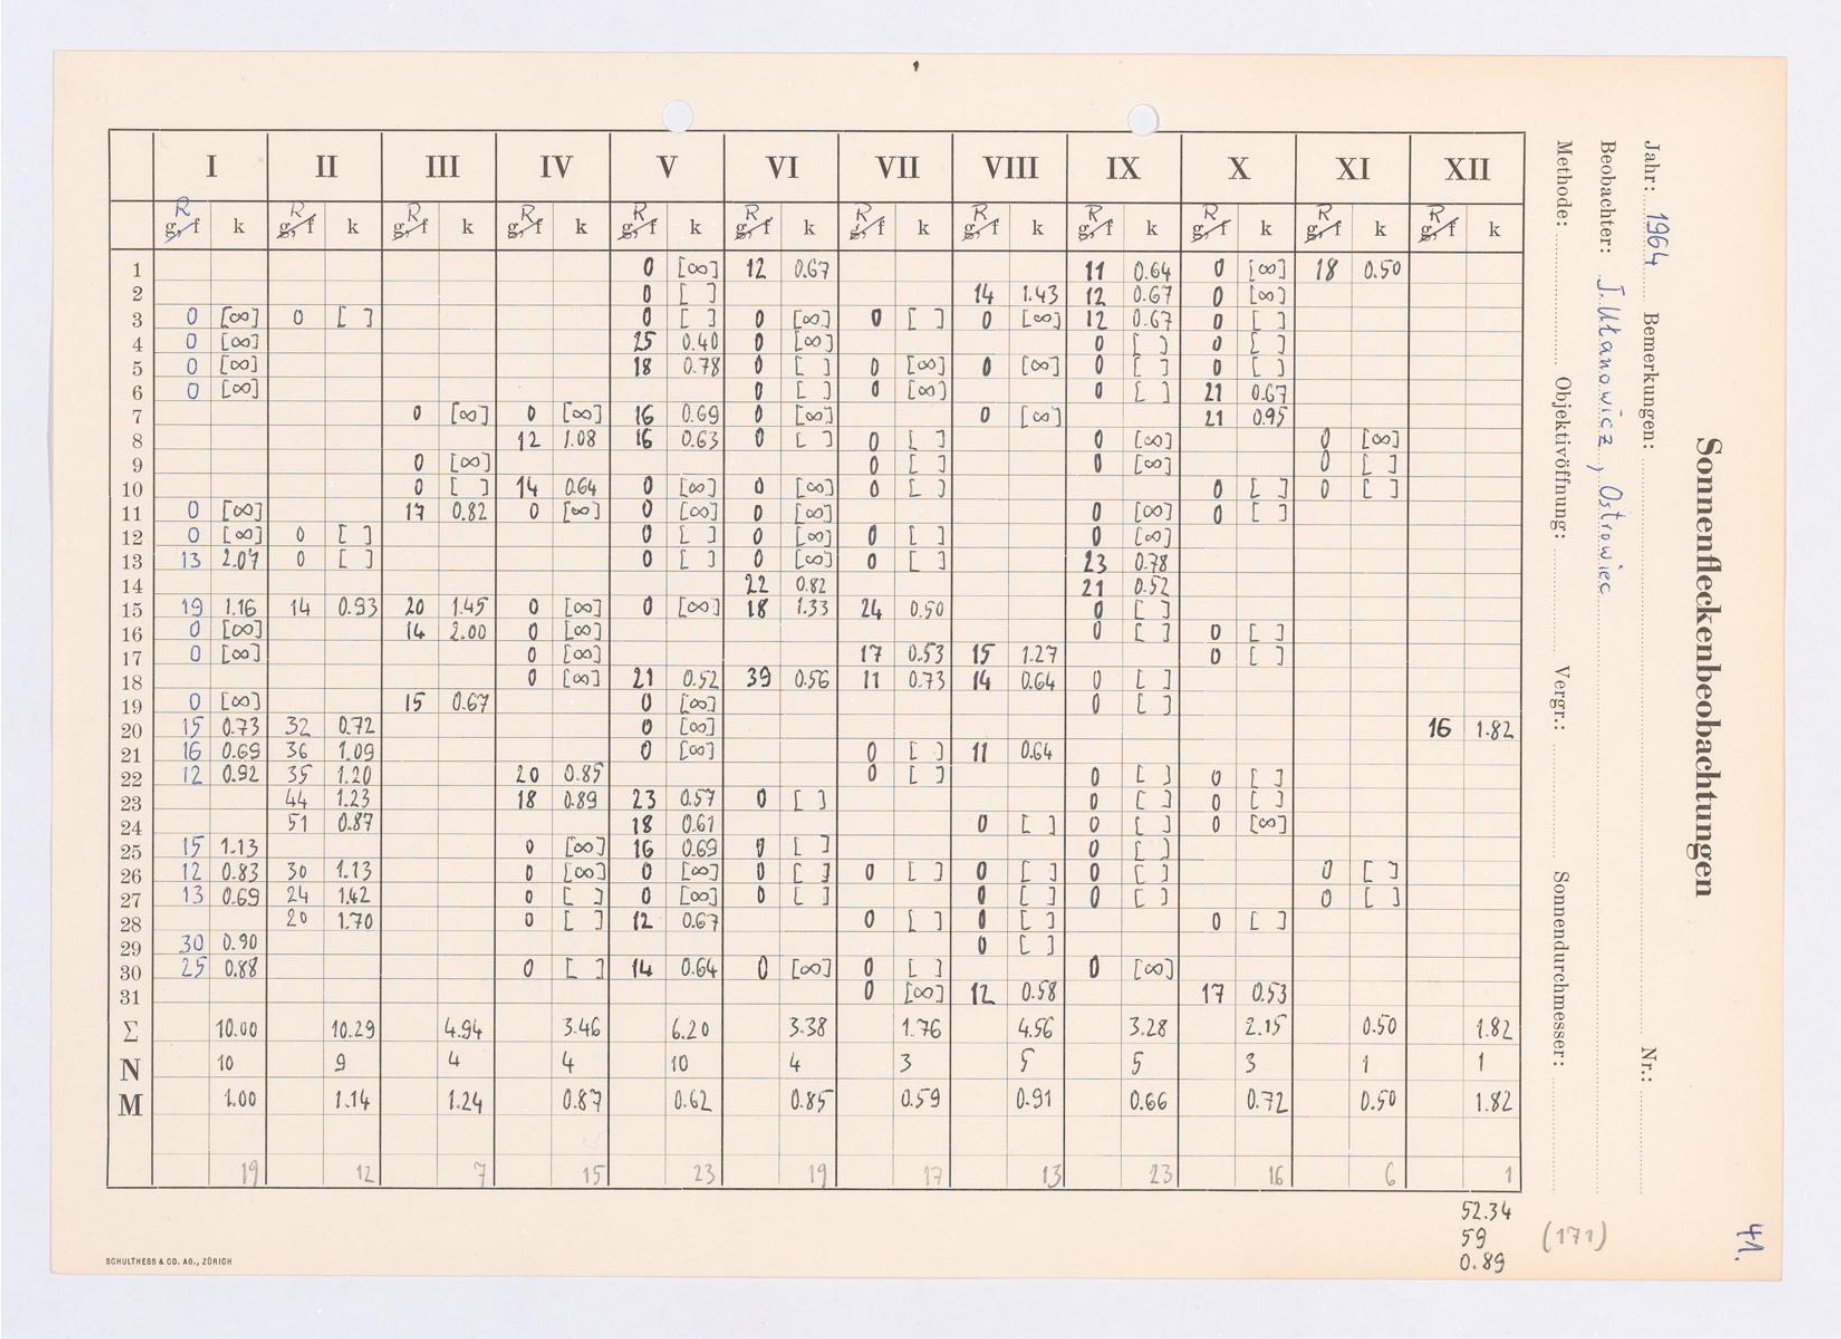 Sonnenfleckenbeobachtungen
41.
Jahr: 1964 Bemerkungen: Nr.:
Beobachter: J. Ułanowicz, Ostrowiec
Methode: Objektivöffnung: Vergr.: Sonnendurchmesser:
I II III IV V VI VII VIII IX X XI XII
R R R R R R R R R R R R
g, f k g, f k g, f k g, f k g, f k g, f k g, f k g, f k g, f k g, f k g, f k g, f k
1 0 [∞] 12 0.67 11 0.64 0 [∞] 18 0.50
2 0 [ ] 14 1.43 12 0.67 0 [∞]
3 0 [∞] 0 [ ] 0 [ ] 0 [∞] 0 [ ] 0 [∞] 12 0.67 0 [ ]
4 0 [∞] 25 0.40 0 [∞] 0 [ ] 0 [ ]
5 0 [∞] 18 0.78 0 [ ] 0 [∞] 0 [∞] 0 [ ] 0 [ ]
6 0 [∞] 0 [ ] 0 [∞] 0 [ ] 21 0.67
7 0 [∞] 0 [∞] 16 0.69 0 [∞] 0 [∞] 21 0.95
8 12 1.08 16 0.63 0 [ ] 0 [ ] 0 [∞] 0 [∞]
9 0 [∞] 0 [ ] 0 [∞] 0 [ ]
10 0 [ ] 14 0.64 0 [∞] 0 [∞] 0 [ ] 0 [ ] 0 [ ]
11 0 [∞] 17 0.82 0 [∞] 0 [∞] 0 [∞] 0 [∞] 0 [ ]
12 0 [∞] 0 [ ] 0 [ ] 0 [∞] 0 [ ] 0 [∞]
13 13 2.07 0 [ ] 0 [ ] 0 [∞] 0 [ ] 23 0.78
14 22 0.82 21 0.52
15 19 1.16 14 0.93 20 1.45 0 [∞] 0 [∞] 18 1.33 24 0.50 0 [ ]
16 0 [∞] 14 2.00 0 [∞] 0 [ ] 0 [ ]
17 0 [∞] 0 [∞] 17 0.53 15 1.27 0 [ ]
18 0 [∞] 21 0.52 39 0.56 11 0.73 14 0.64 0 [ ]
19 0 [∞] 15 0.67 0 [∞] 0 [ ]
20 15 0.73 32 0.72 0 [∞] 16 1.82
21 16 0.69 36 1.09 0 [∞] 0 [ ] 11 0.64
22 12 0.92 35 1.20 20 0.85 0 [ ] 0 [ ] 0 [ ]
23 44 1.23 18 0.89 23 0.57 0 [ ] 0 [ ] 0 [ ]
24 51 0.87 18 0.61 0 [ ] 0 [ ] 0 [∞]
25 15 1.13 0 [∞] 16 0.69 0 [ ] 0 [ ]
26 12 0.83 30 1.13 0 [∞] 0 [∞] 0 [ ] 0 [ ] 0 [ ] 0 [ ] 0 [ ]
27 13 0.69 24 1.42 0 [ ] 0 [∞] 0 [ ] 0 [ ] 0 [ ] 0 [ ]
28 20 1.70 0 [ ] 12 0.67 0 [ ] 0 [ ] 0 [ ]
29 30 0.90 0 [ ]
30 25 0.88 0 [ ] 14 0.64 0 [∞] 0 [ ] 0 [∞]
31 0 [∞] 12 0.58 17 0.53
Σ 10.00 10.29 4.94 3.46 6.20 3.38 1.76 4.56 3.28 2.15 0.50 1.82
N 10 9 4 4 10 4 3 5 5 3 1 1
M 1.00 1.14 1.24 0.87 0.62 0.85 0.59 0.91 0.66 0.72 0.50 1.82
19 12 7 15 23 19 17 13 23 16 6 1
52.34
59 (171)
0.89
SCHULTHESS & CO. AG., ZÜRICH